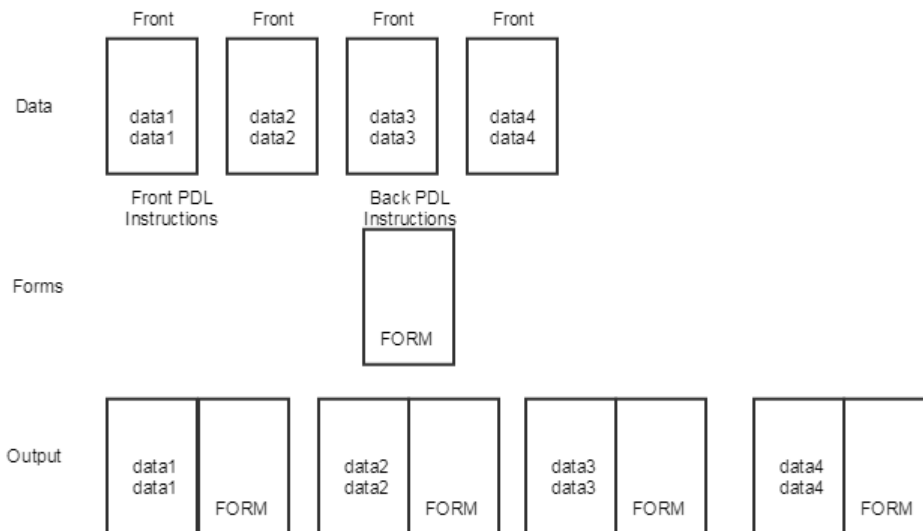 Front Front Front Front
Data
data1 data2 data3 data4
data1 data2 data3 data4
Front PDL Back PDL
Instructions Instructions
Forms
FORM
Output
data1 data2 data3 data4
data1 data2 data3 data4
FORM FORM FORM FORM